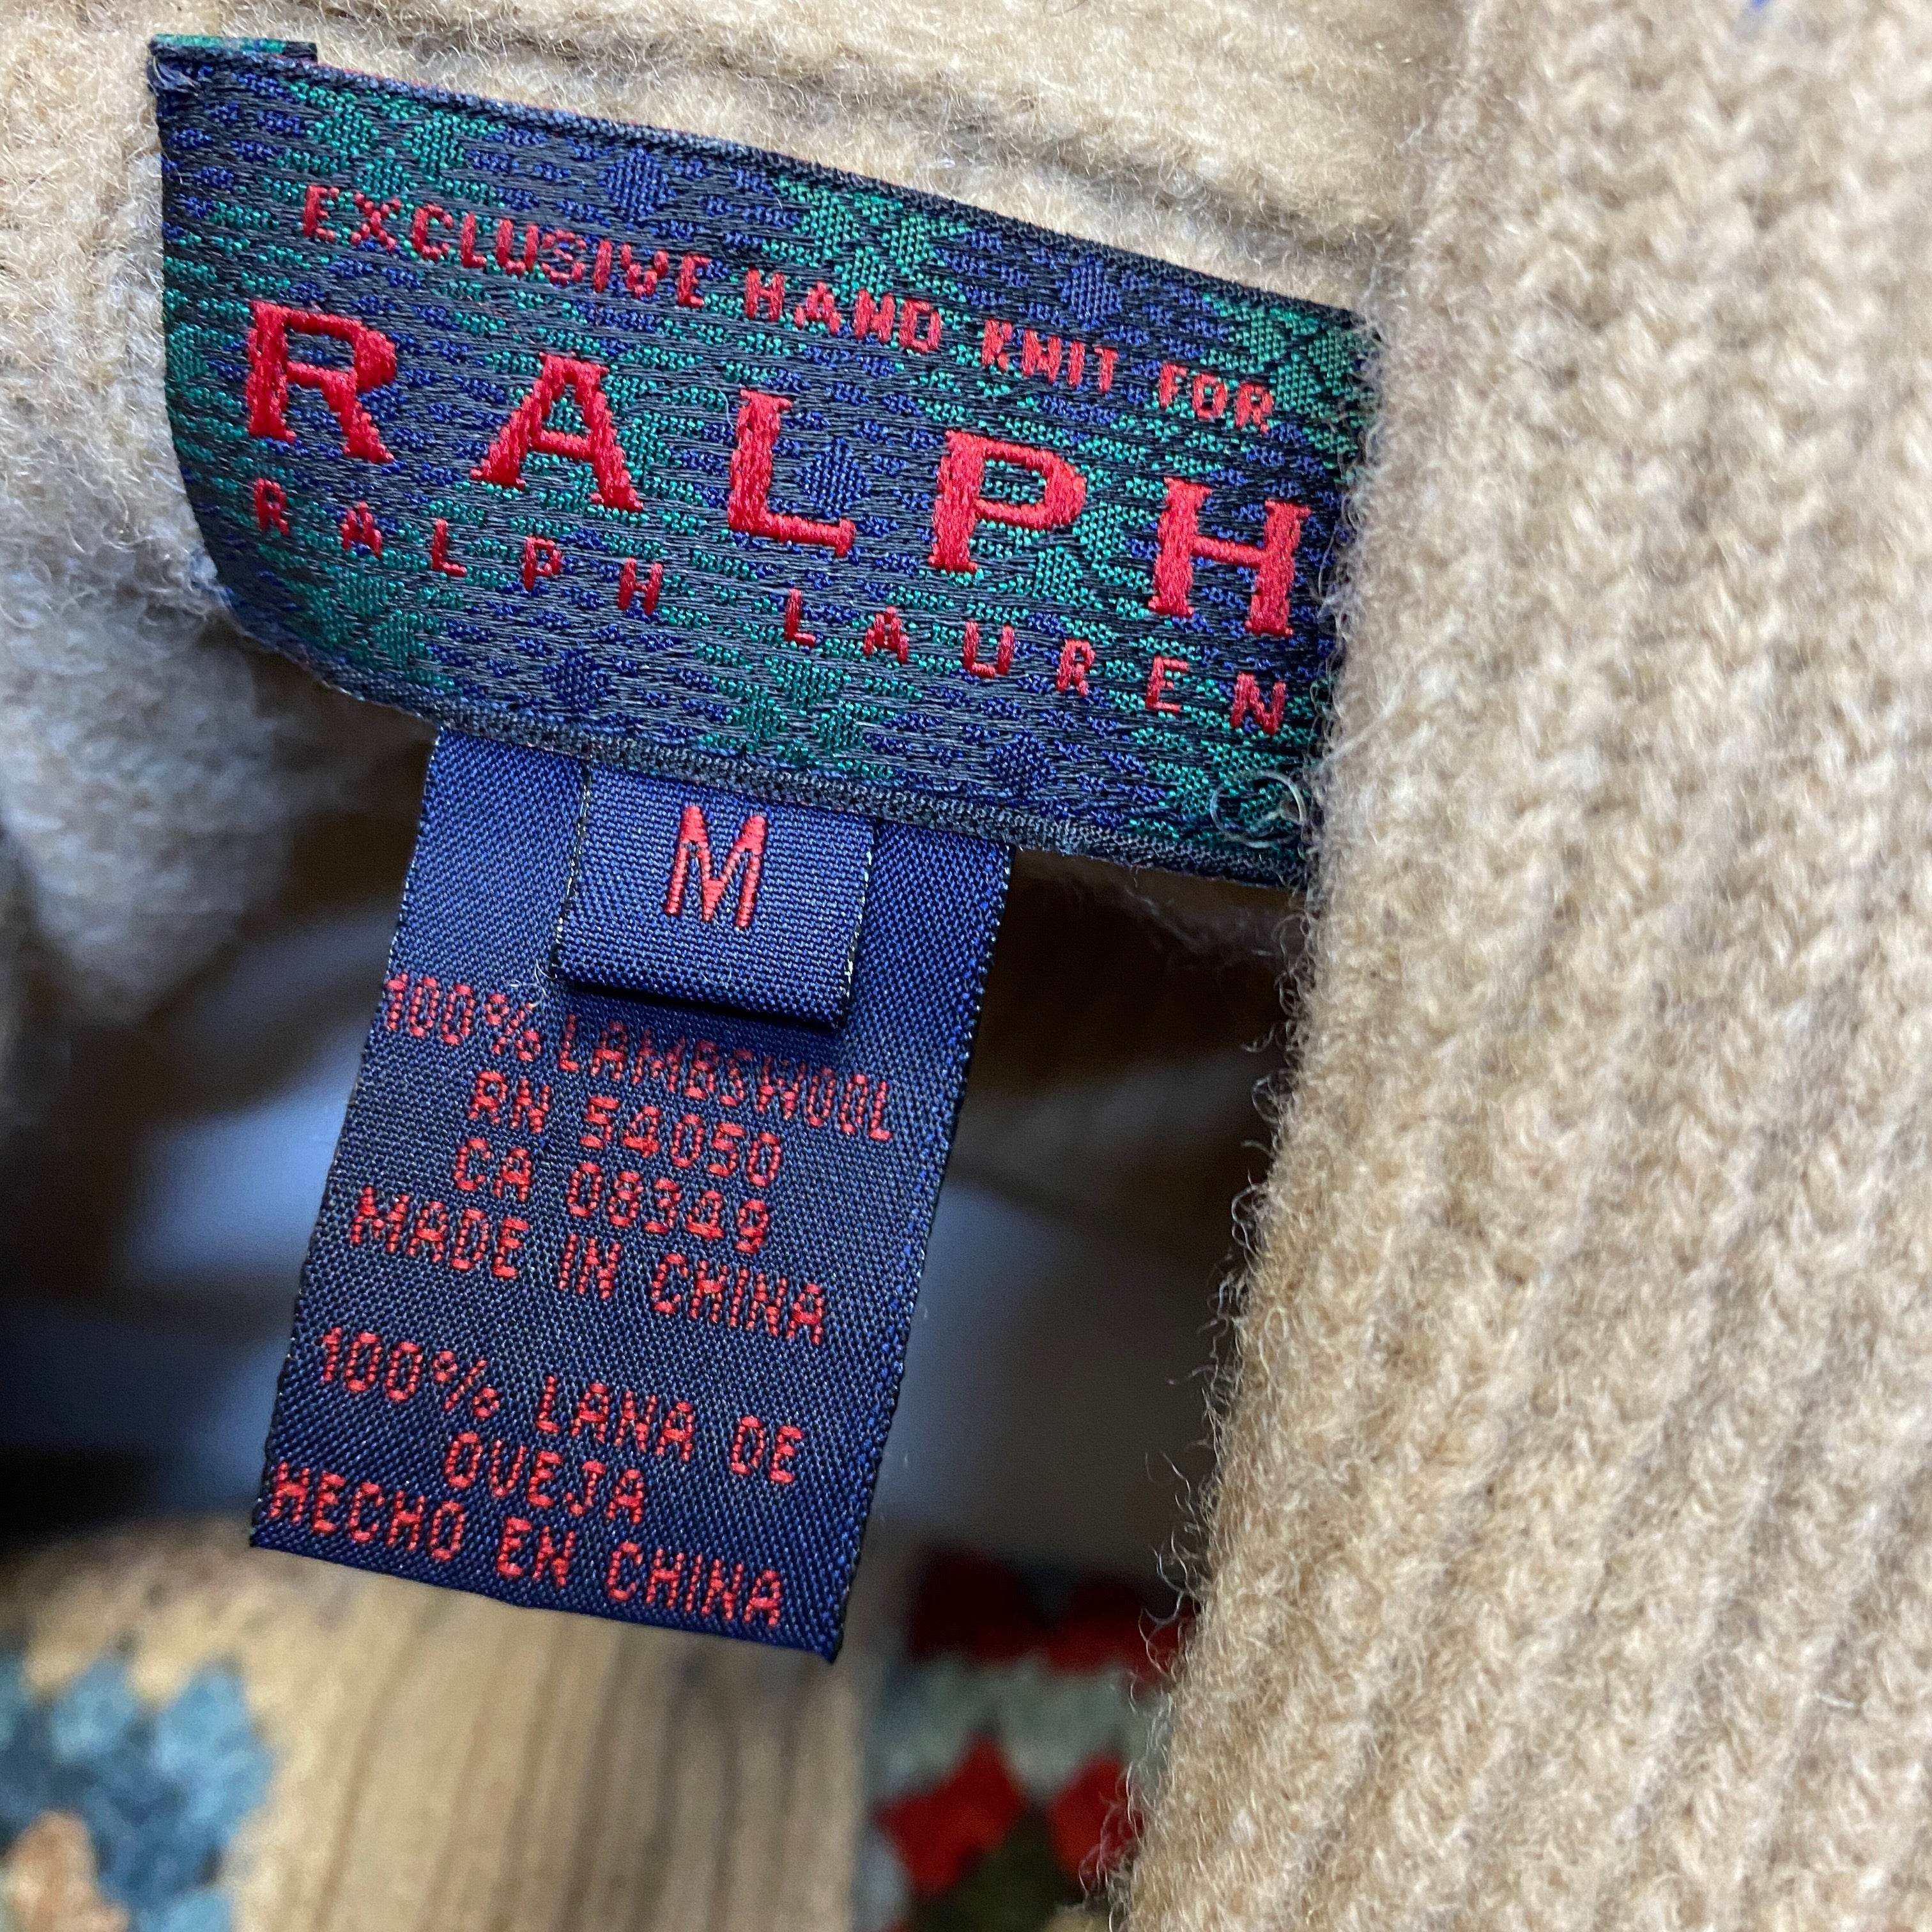 EXCLUSIVE HAND KNIT FOR
RALPH
RALPH LAUREN
M
100% LAMBSWOOL
RN 54050
CA 08349
MADE IN CHINA
100% LANA DE
OVEJA
HECHO EN CHINA